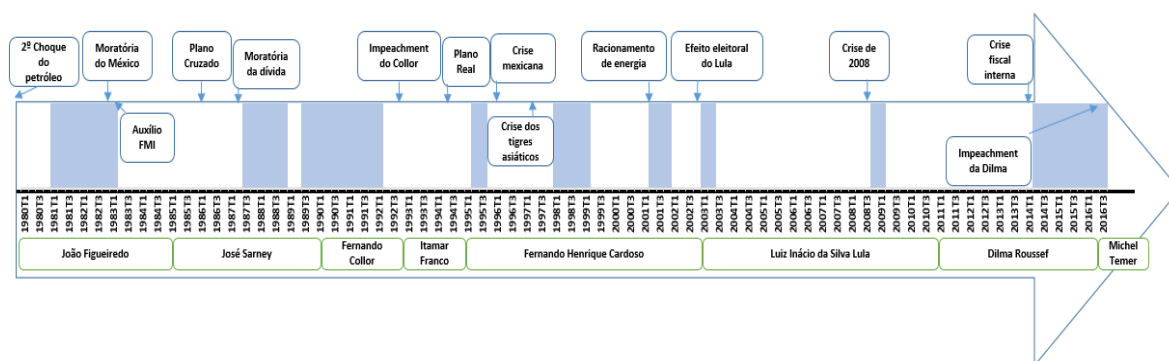 2º Choque
do
petróleo
Moratória
do México
Plano
Cruzado
Moratória
da dívida
Impeachment
do Collor
Plano
Real
Crise
mexicana
Racionamento
de energia
Efeito eleitoral
do Lula
Crise de
2008
Crise
fiscal
interna
Auxílio
FMI
Crise dos
tigres
asiáticos
Impeachment
da Dilma
1980T1
1980T3
1981T1
1981T3
1982T1
1982T3
1983T1
1983T3
1984T1
1984T3
1985T1
1985T3
1986T1
1986T3
1987T1
1987T3
1988T1
1988T3
1989T1
1989T3
1990T1
1990T3
1991T1
1991T3
1992T1
1992T3
1993T1
1993T3
1994T1
1994T3
1995T1
1995T3
1996T1
1996T3
1997T1
1997T3
1998T1
1998T3
1999T1
1999T3
2000T1
2000T3
2001T1
2001T3
2002T1
2002T3
2003T1
2003T3
2004T1
2004T3
2005T1
2005T3
2006T1
2006T3
2007T1
2007T3
2008T1
2008T3
2009T1
2009T3
2010T1
2010T3
2011T1
2011T3
2012T1
2012T3
2013T1
2013T3
2014T1
2014T3
2015T1
2015T3
2016T1
2016T3
João Figueiredo
José Sarney
Fernando
Collor
Itamar
Franco
Fernando Henrique Cardoso
Luiz Inácio da Silva Lula
Dilma Roussef
Michel
Temer